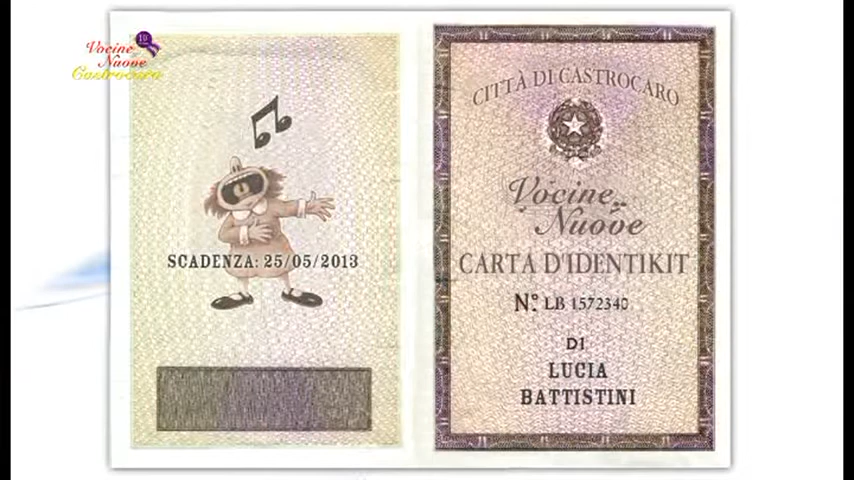 10
Vocine
Nuove
Castrocaro
SCADENZA: 25/05/2013
CITTÀ DI CASTROCARO
Vocine
Nuove
CARTA D'IDENTIKIT
N° LB 1572340
DI
LUCIA
BATTISTINI